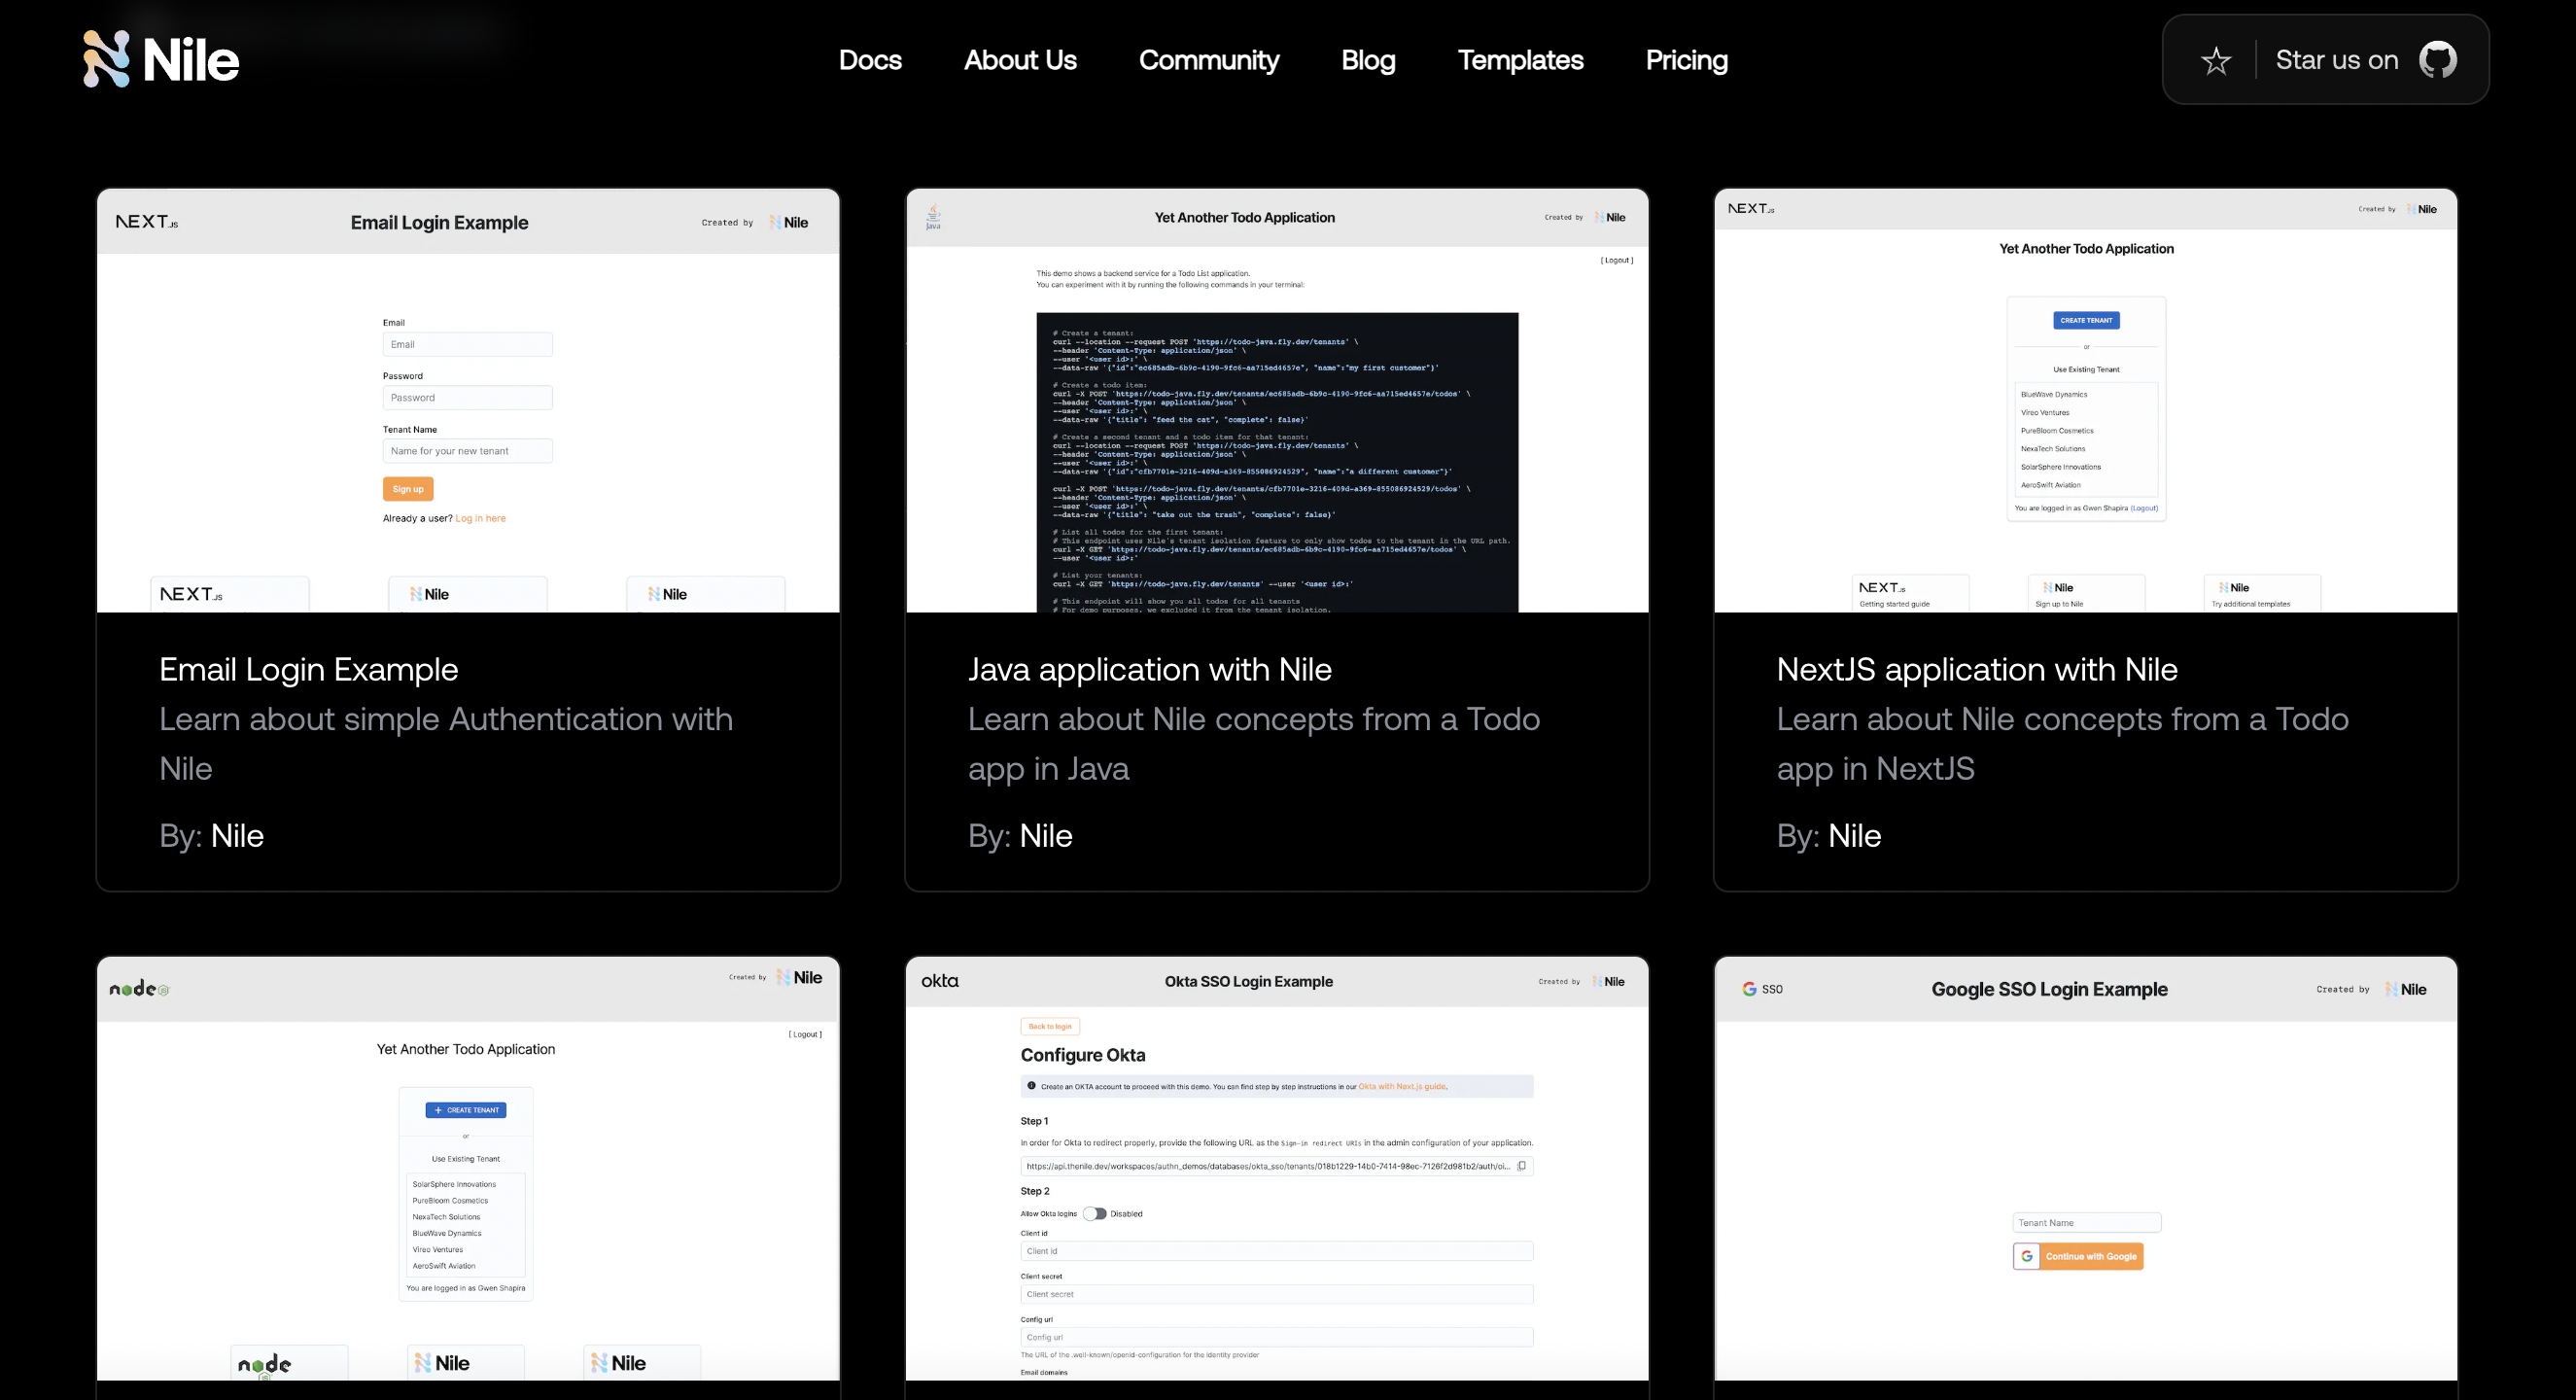 Nile
Docs
About Us
Community
Blog
Templates
Pricing
Star us on
NEXT.JS
Email Login Example
Created by
Nile
Email
Email
Password
Password
Tenant Name
Name for your new tenant
Sign up
Already a user? Log in here
NEXT.JS
Nile
Nile
Email Login Example
Learn about simple Authentication with
Nile
By: Nile
Java
Yet Another Todo Application
Created by
Nile
[ Logout ]
This demo shows a backend service for a Todo List application.
You can experiment with it by running the following commands in your terminal:
# Create a tenant:
curl --location --request POST 'https://todo-java.fly.dev/tenants' \
--header 'Content-Type: application/json' \
--user '<user id>:' \
--data-raw '{"id":"ec685adb-6b9c-4190-9fc6-aa715ed4657e", "name":"my first customer"}'
# Create a todo item:
curl -X POST 'https://todo-java.fly.dev/tenants/ec685adb-6b9c-4190-9fc6-aa715ed4657e/todos' \
--header 'Content-Type: application/json' \
--user '<user id>:' \
--data-raw '{"title": "feed the cat", "complete": false}'
# Create a second tenant and a todo item for that tenant:
curl --location --request POST 'https://todo-java.fly.dev/tenants' \
--header 'Content-Type: application/json' \
--user '<user id>:' \
--data-raw '{"id":"cfb7701e-3216-409d-a369-855086924529", "name":"a different customer"}'
curl -X POST 'https://todo-java.fly.dev/tenants/cfb7701e-3216-409d-a369-855086924529/todos' \
--header 'Content-Type: application/json' \
--user '<user id>:' \
--data-raw '{"title": "take out the trash", "complete": false}'
# List all todos for the first tenant:
# This endpoint uses Nile's tenant isolation feature to only show todos to the tenant in the URL path.
curl -X GET 'https://todo-java.fly.dev/tenants/ec685adb-6b9c-4190-9fc6-aa715ed4657e/todos' \
--user '<user id>:'
# List your tenants:
curl -X GET 'https://todo-java.fly.dev/tenants' --user '<user id>:'
# This endpoint will show you all todos for all tenants
# For demo purposes, we excluded it from the tenant isolation.
Java application with Nile
Learn about Nile concepts from a Todo
app in Java
By: Nile
NEXT.JS
Created by
Nile
Yet Another Todo Application
CREATE TENANT
or
Use Existing Tenant
BlueWave Dynamics
Vireo Ventures
PureBloom Cosmetics
NexaTech Solutions
SolarSphere Innovations
AeroSwift Aviation
You are logged in as Gwen Shapira (Logout)
NEXT.JS
Getting started guide
Nile
Sign up to Nile
Nile
Try additional templates
NextJS application with Nile
Learn about Nile concepts from a Todo
app in NextJS
By: Nile
node
Created by
Nile
[ Logout ]
Yet Another Todo Application
+ CREATE TENANT
or
Use Existing Tenant
SolarSphere Innovations
PureBloom Cosmetics
NexaTech Solutions
BlueWave Dynamics
Vireo Ventures
AeroSwift Aviation
You are logged in as Gwen Shapira
node
Nile
Nile
okta
Okta SSO Login Example
Created by
Nile
Back to login
Configure Okta
Create an OKTA account to proceed with this demo. You can find step by step instructions in our Okta with Next.js guide.
Step 1
In order for Okta to redirect properly, provide the following URL as the Sign-in redirect URIs in the admin configuration of your application.
https://api.thenile.dev/workspaces/authn_demos/databases/okta_sso/tenants/018b1229-14b0-7414-98ec-7126f2d981b2/auth/oi...
Step 2
Allow Okta logins
Disabled
Client id
Client id
Client secret
Client secret
Config url
Config url
The URL of the .well-known/openid-configuration for the identity provider
Email domains
G SSO
Google SSO Login Example
Created by
Nile
Tenant Name
G Continue with Google